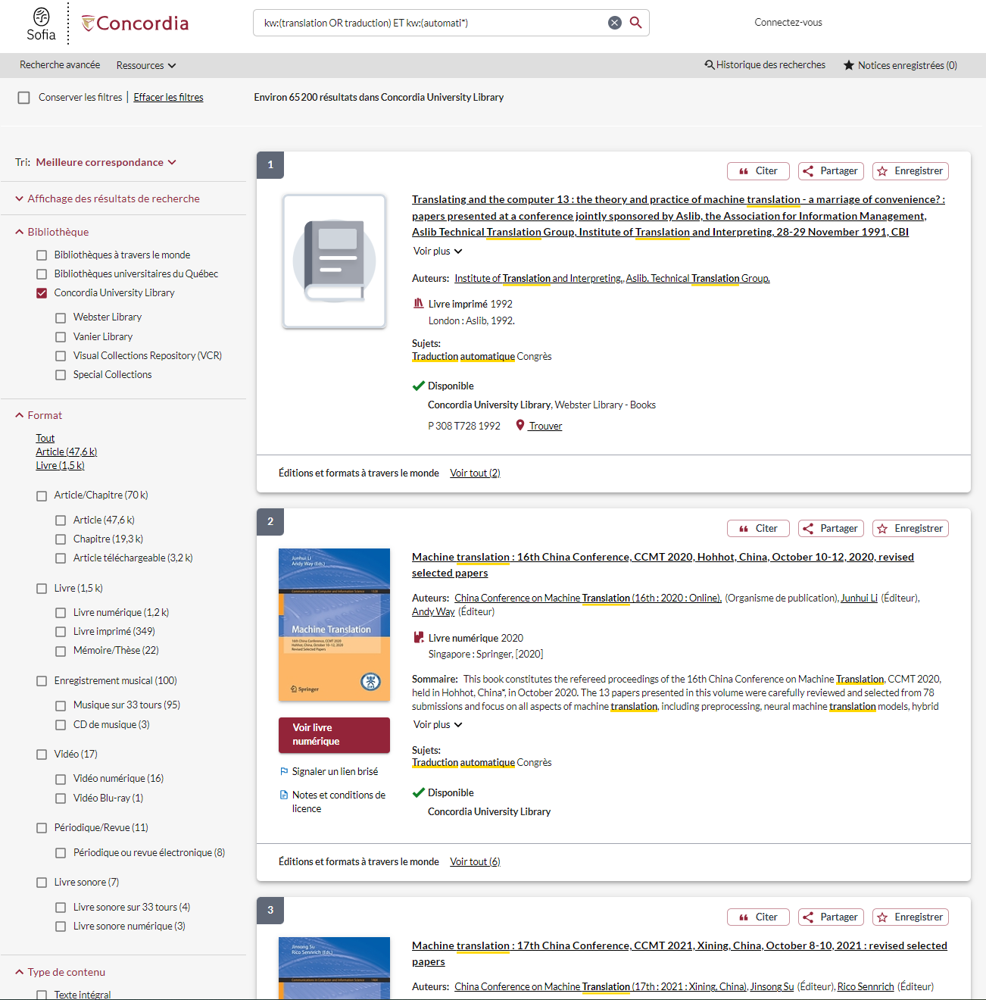 Sofia
Concordia
kw:(translation OR traduction) ET kw:(automati*)
Connectez-vous
Recherche avancée
Ressources
Historique des recherches
Notices enregistrées (0)
Conserver les filtres
Effacer les filtres
Environ 65 200 résultats dans Concordia University Library
Tri: Meilleure correspondance
Affichage des résultats de recherche
Bibliothèque
Bibliothèques à travers le monde
Bibliothèques universitaires du Québec
Concordia University Library
Webster Library
Vanier Library
Visual Collections Repository (VCR)
Special Collections
Format
Tout
Article (47,6 k)
Livre (1,5 k)
Article/Chapitre (70 k)
Article (47,6 k)
Chapitre (19,3 k)
Article téléchargeable (3,2 k)
Livre (1,5 k)
Livre numérique (1,2 k)
Livre imprimé (349)
Mémoire/Thèse (22)
Enregistrement musical (100)
Musique sur 33 tours (95)
CD de musique (3)
Vidéo (17)
Vidéo numérique (16)
Vidéo Blu-ray (1)
Périodique/Revue (11)
Périodique ou revue électronique (8)
Livre sonore (7)
Livre sonore sur 33 tours (4)
Livre sonore numérique (3)
Type de contenu
Texte intégral
1
Citer
Partager
Enregistrer
Translating and the computer 13 : the theory and practice of machine translation - a marriage of convenience? :
papers presented at a conference jointly sponsored by Aslib, the Association for Information Management,
Aslib Technical Translation Group, Institute of Translation and Interpreting, 28-29 November 1991, CBI
Voir plus
Auteurs: Institute of Translation and Interpreting., Aslib. Technical Translation Group.
Livre imprimé 1992
London : Aslib, 1992.
Sujets:
Traduction automatique Congrès
Disponible
Concordia University Library, Webster Library - Books
P 308 T728 1992
Trouver
Éditions et formats à travers le monde
Voir tout (2)
2
Citer
Partager
Enregistrer
Junhui Li
Andy Way (Eds.)
Communications in Computer and Information Science 1328
Machine Translation
16th China Conference, CCMT 2020
Hohhot, China, October 10–12, 2020
Revised Selected Papers
Springer
Voir livre
numérique
Signaler un lien brisé
Notes et conditions de
licence
Machine translation : 16th China Conference, CCMT 2020, Hohhot, China, October 10-12, 2020, revised
selected papers
Auteurs: China Conference on Machine Translation (16th : 2020 : Online), (Organisme de publication), Junhui Li (Éditeur),
Andy Way (Éditeur)
Livre numérique 2020
Singapore : Springer, [2020]
Sommaire: This book constitutes the refereed proceedings of the 16th China Conference on Machine Translation, CCMT 2020,
held in Hohhot, China*, in October 2020. The 13 papers presented in this volume were carefully reviewed and selected from 78
submissions and focus on all aspects of machine translation, including preprocessing, neural machine translation models, hybrid
Voir plus
Sujets:
Traduction automatique Congrès
Disponible
Concordia University Library
Éditions et formats à travers le monde
Voir tout (6)
3
Citer
Partager
Enregistrer
Jinsong Su
Rico Sennrich (Eds.)
Communications in Computer and Information Science 1464
Machine translation : 17th China Conference, CCMT 2021, Xining, China, October 8-10, 2021 : revised selected
papers
Auteurs: China Conference on Machine Translation (17th : 2021 : Xining, China), Jinsong Su (Éditeur), Rico Sennrich (Éditeur)